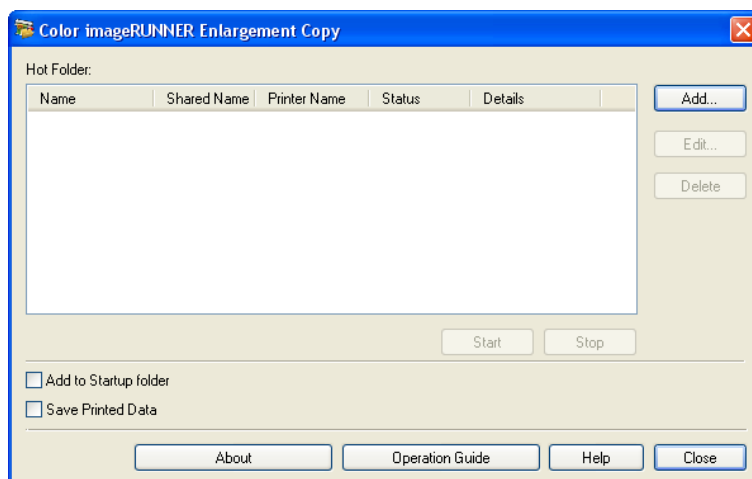 Color imageRUNNER Enlargement Copy
Hot Folder:
Name Shared Name Printer Name Status Details
Add...
Edit...
Delete
Start Stop
Add to Startup folder
Save Printed Data
About Operation Guide Help Close